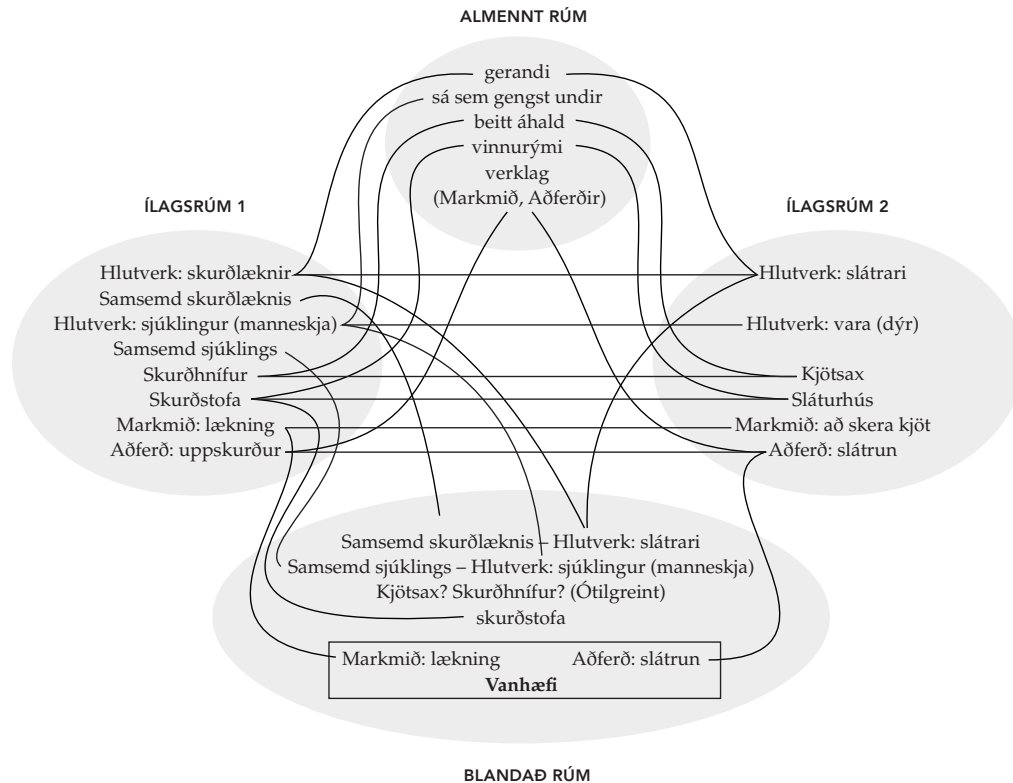 ALMENNT RÚM
gerandi
sá sem gengst undir
beitt áhald
vinnurými
verklag
(Markmið, Aðferðir)
ÍLAGSRÚM 1
Hlutverk: skurðlæknir
Samsemd skurðlæknis
Hlutverk: sjúklingur (manneskja)
Samsemd sjúklings
Skurðhnífur
Skurðstofa
Markmið: lækning
Aðferð: uppskurður
ÍLAGSRÚM 2
Hlutverk: slátrari
Hlutverk: vara (dýr)
Kjötsax
Sláturhús
Markmið: að skera kjöt
Aðferð: slátrun
Samsemd skurðlæknis – Hlutverk: slátrari
Samsemd sjúklings – Hlutverk: sjúklingur (manneskja)
Kjötsax? Skurðhnífur? (Ótilgreint)
skurðstofa
Markmið: lækning Aðferð: slátrun
Vanhæfi
BLANDAÐ RÚM